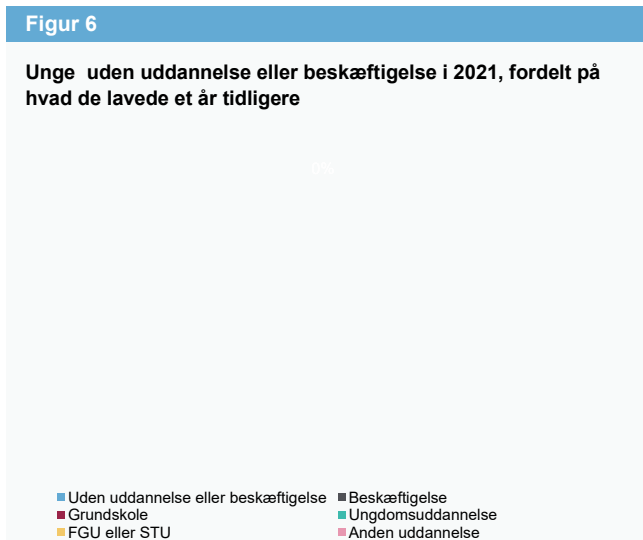 Figur 6
Unge uden uddannelse eller beskæftigelse i 2021, fordelt på
hvad de lavede et år tidligere
0%
Uden uddannelse eller beskæftigelse
Beskæftigelse
Grundskole
Ungdomsuddannelse
FGU eller STU
Anden uddannelse